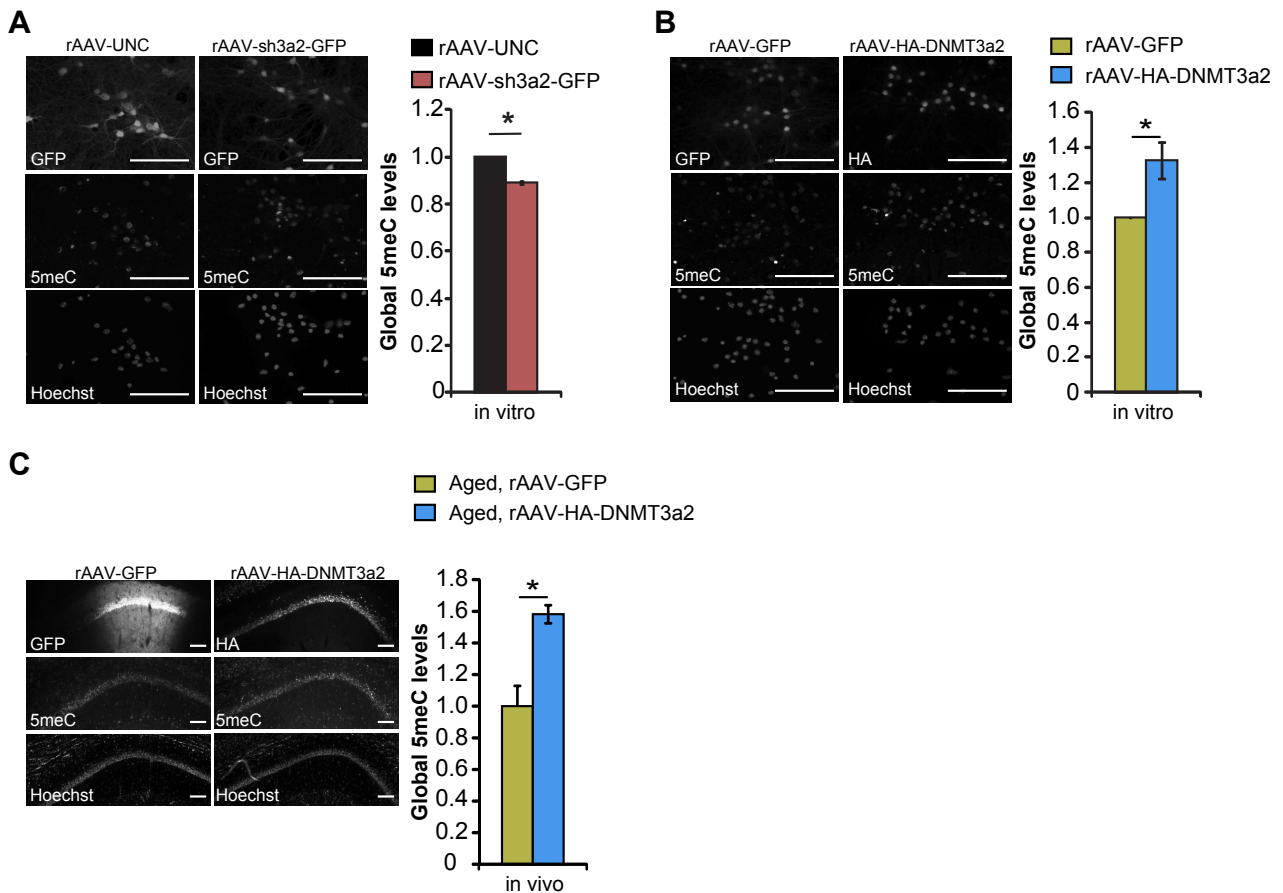 A
rAAV-UNC
rAAV-sh3a2-GFP
GFP
GFP
5meC
5meC
Hoechst
Hoechst
rAAV-UNC
rAAV-sh3a2-GFP
Global 5meC levels
1.2
1.0
0.8
0.6
0.4
0.2
0
*
in vitro
B
rAAV-GFP
rAAV-HA-DNMT3a2
GFP
HA
5meC
5meC
Hoechst
Hoechst
rAAV-GFP
rAAV-HA-DNMT3a2
Global 5meC levels
1.6
1.4
1.2
1.0
0.8
0.6
0.4
0.2
0
*
in vitro
C
Aged, rAAV-GFP
Aged, rAAV-HA-DNMT3a2
rAAV-GFP
rAAV-HA-DNMT3a2
GFP
HA
5meC
5meC
Hoechst
Hoechst
Global 5meC levels
1.8
1.6
1.4
1.2
1.0
0.8
0.6
0.4
0.2
0
*
in vivo